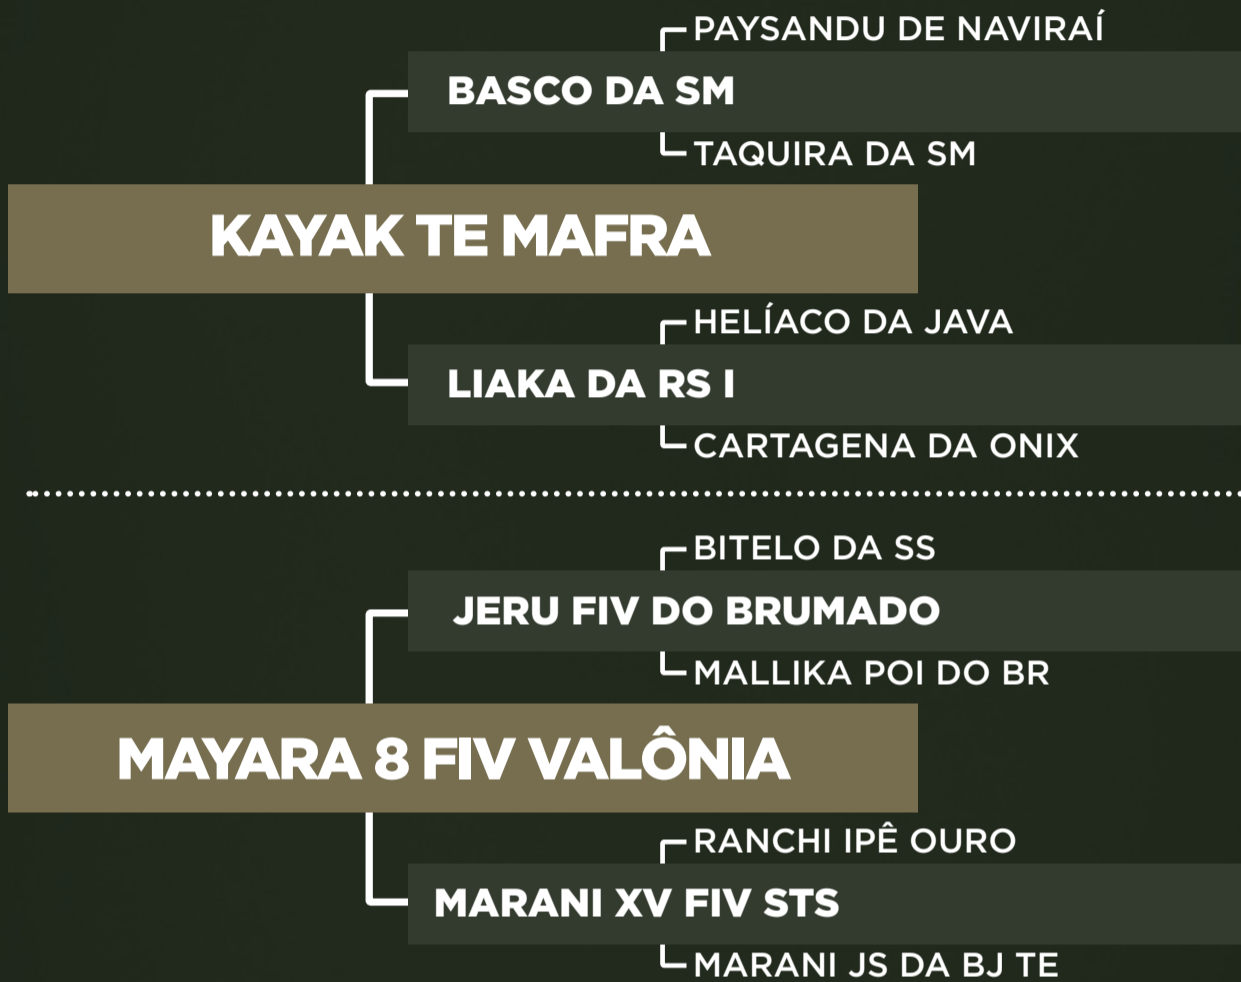 PAYSANDU DE NAVIRAÍ
BASCO DA SM
TAQUIRA DA SM
KAYAK TE MAFRA
HELÍACO DA JAVA
LIAKA DA RS I
CARTAGENA DA ONIX
BITELO DA SS
JERU FIV DO BRUMADO
MALLIKA POI DO BR
MAYARA 8 FIV VALÔNIA
RANCHI IPÊ OURO
MARANI XV FIV STS
MARANI JS DA BJ TE